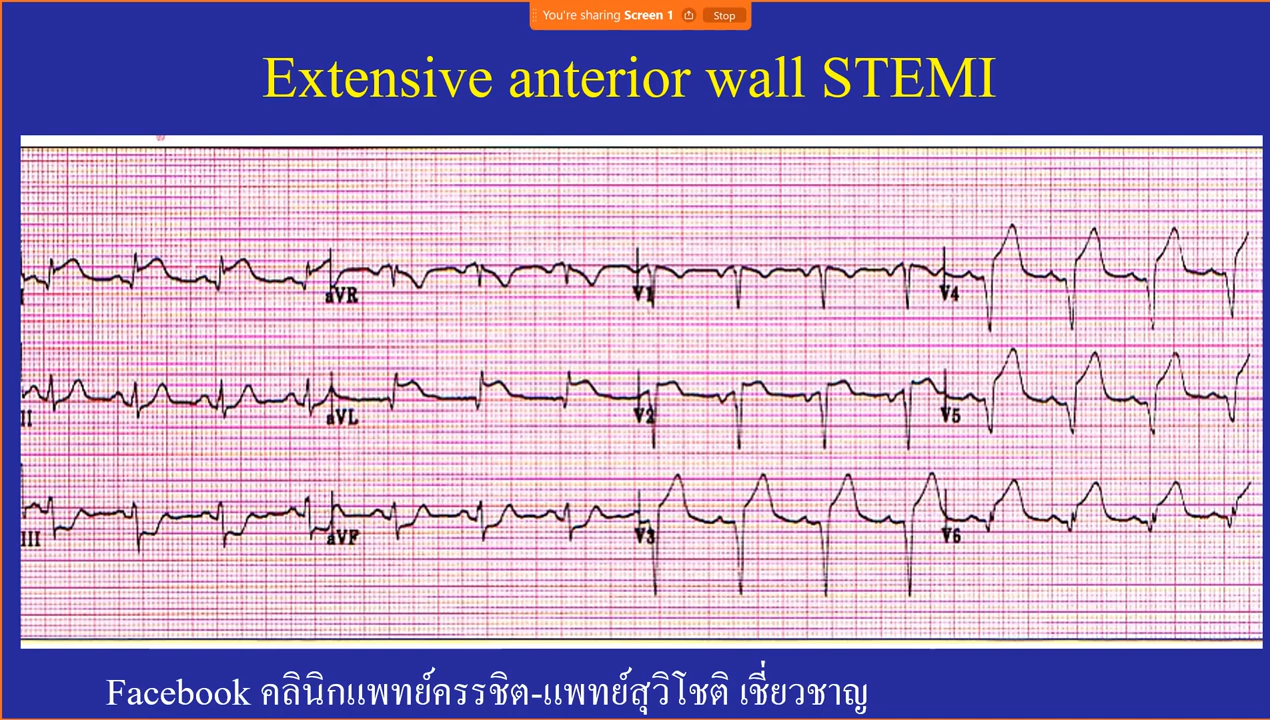 You're sharing Screen 1 Stop
Extensive anterior wall STEMI
I aVR V1 V4
II aVL V2 V5
III aVF V3 V6
Facebook คลินิกแพทย์ครรชิต-แพทย์สุวิโชติ เชี่ยวชาญ